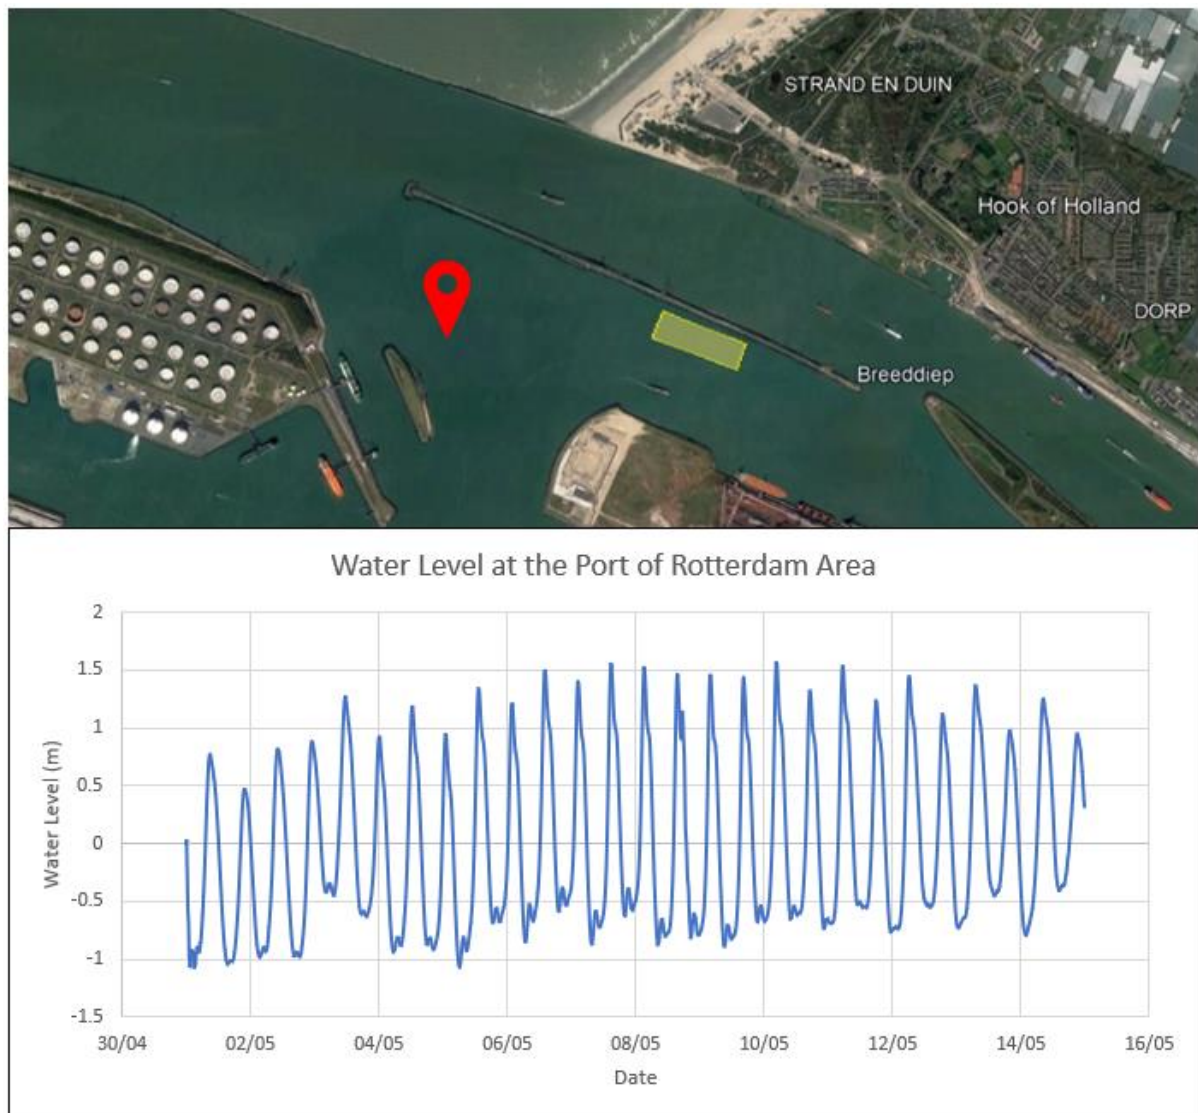 STRAND EN DUIN
Hook of Holland
DORP
Breeddiep
Water Level at the Port of Rotterdam Area
Water Level (m)
2
1.5
1
0.5
0
-0.5
-1
-1.5
30/04 02/05 04/05 06/05 08/05 10/05 12/05 14/05 16/05
Date